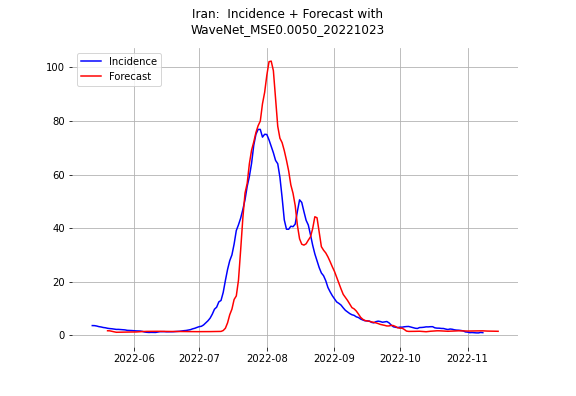 Iran:  Incidence + Forecast with
WaveNet_MSE0.0050_20221023
Incidence
Forecast
100
80
60
40
20
0
2022-06 2022-07 2022-08 2022-09 2022-10 2022-11